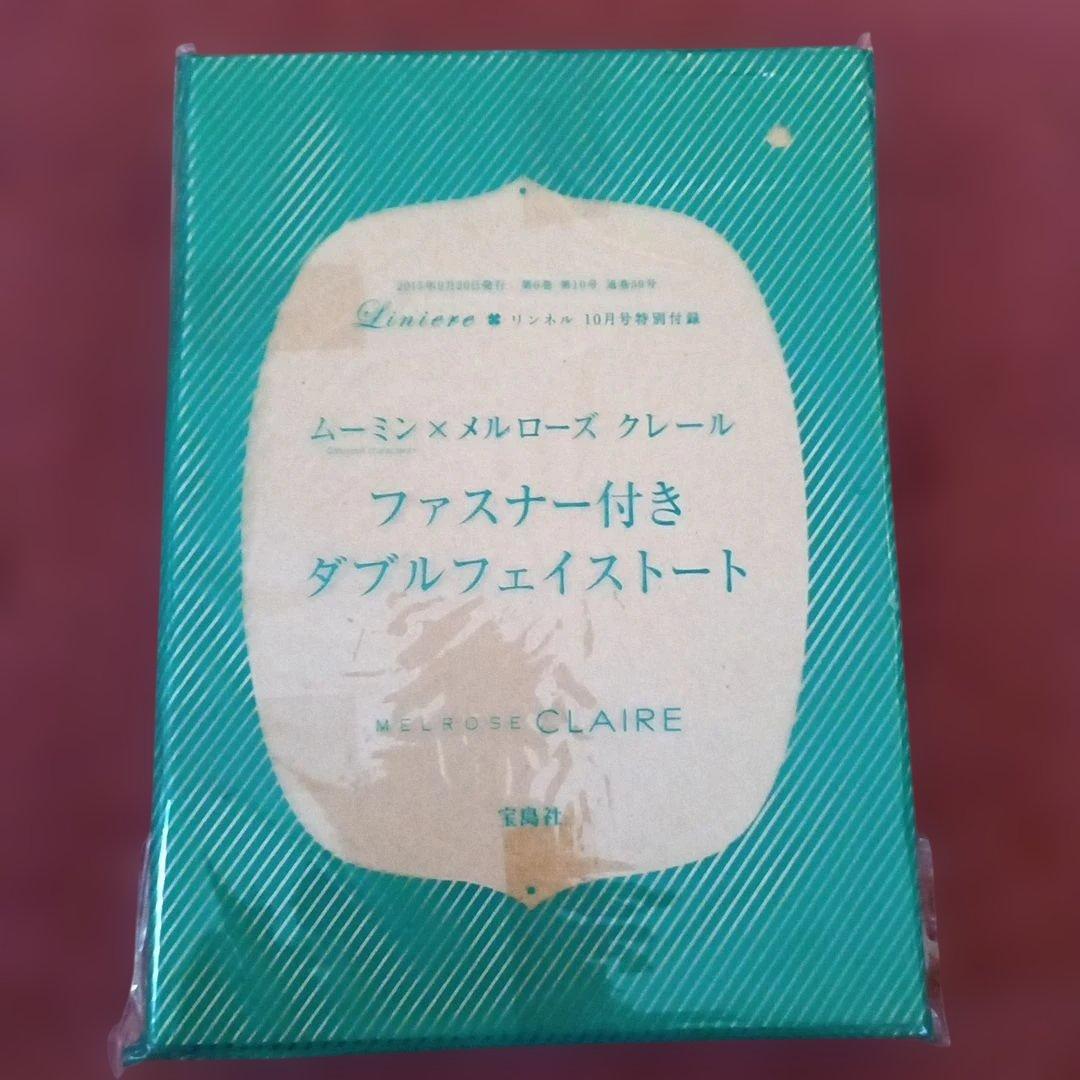 2015年9月20日発行 第6巻 第10号 通巻59号
Liniere リンネル 10月号特別付録
ムーミン×メルローズ クレール
ファスナー付き
ダブルフェイストート
MELROSE CLAIRE
宝島社